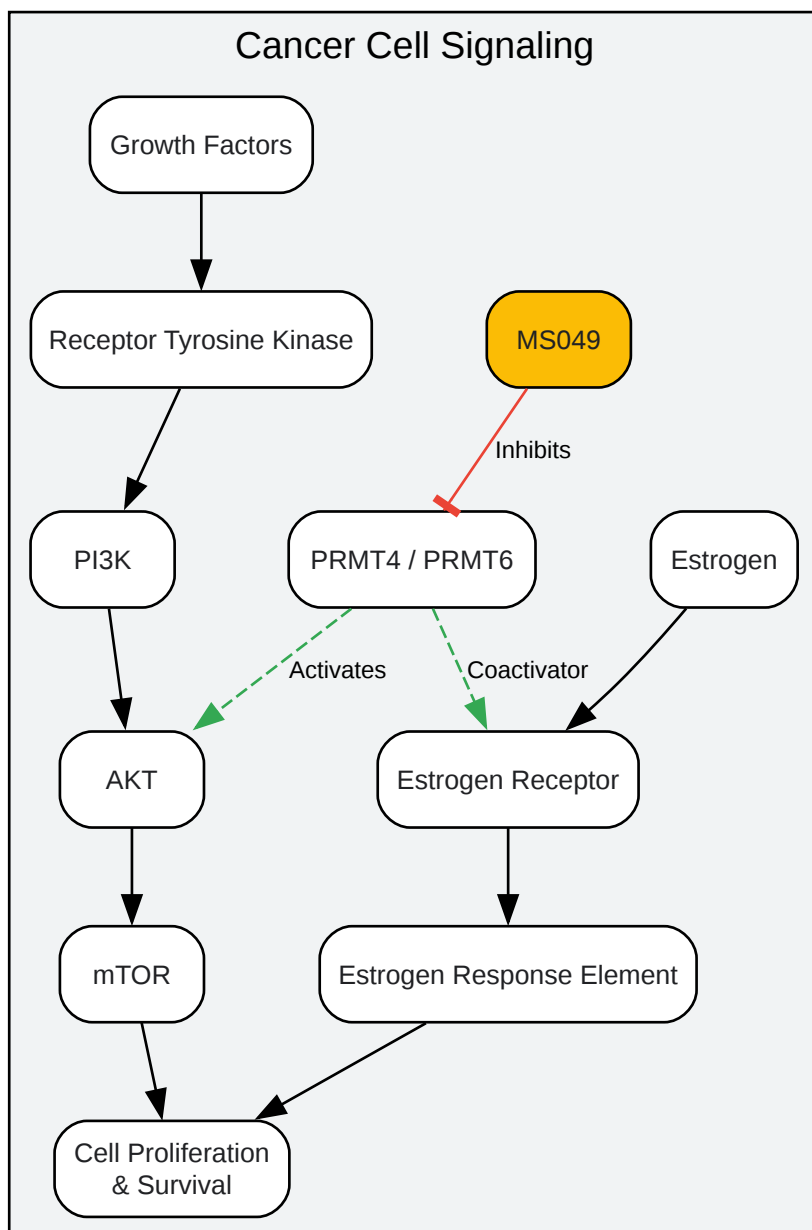 Cancer Cell Signaling
Growth Factors
Receptor Tyrosine Kinase
MS049
Inhibits
PI3K
PRMT4 / PRMT6
Estrogen
Activates
Coactivator
AKT
Estrogen Receptor
mTOR
Estrogen Response Element
Cell Proliferation
& Survival